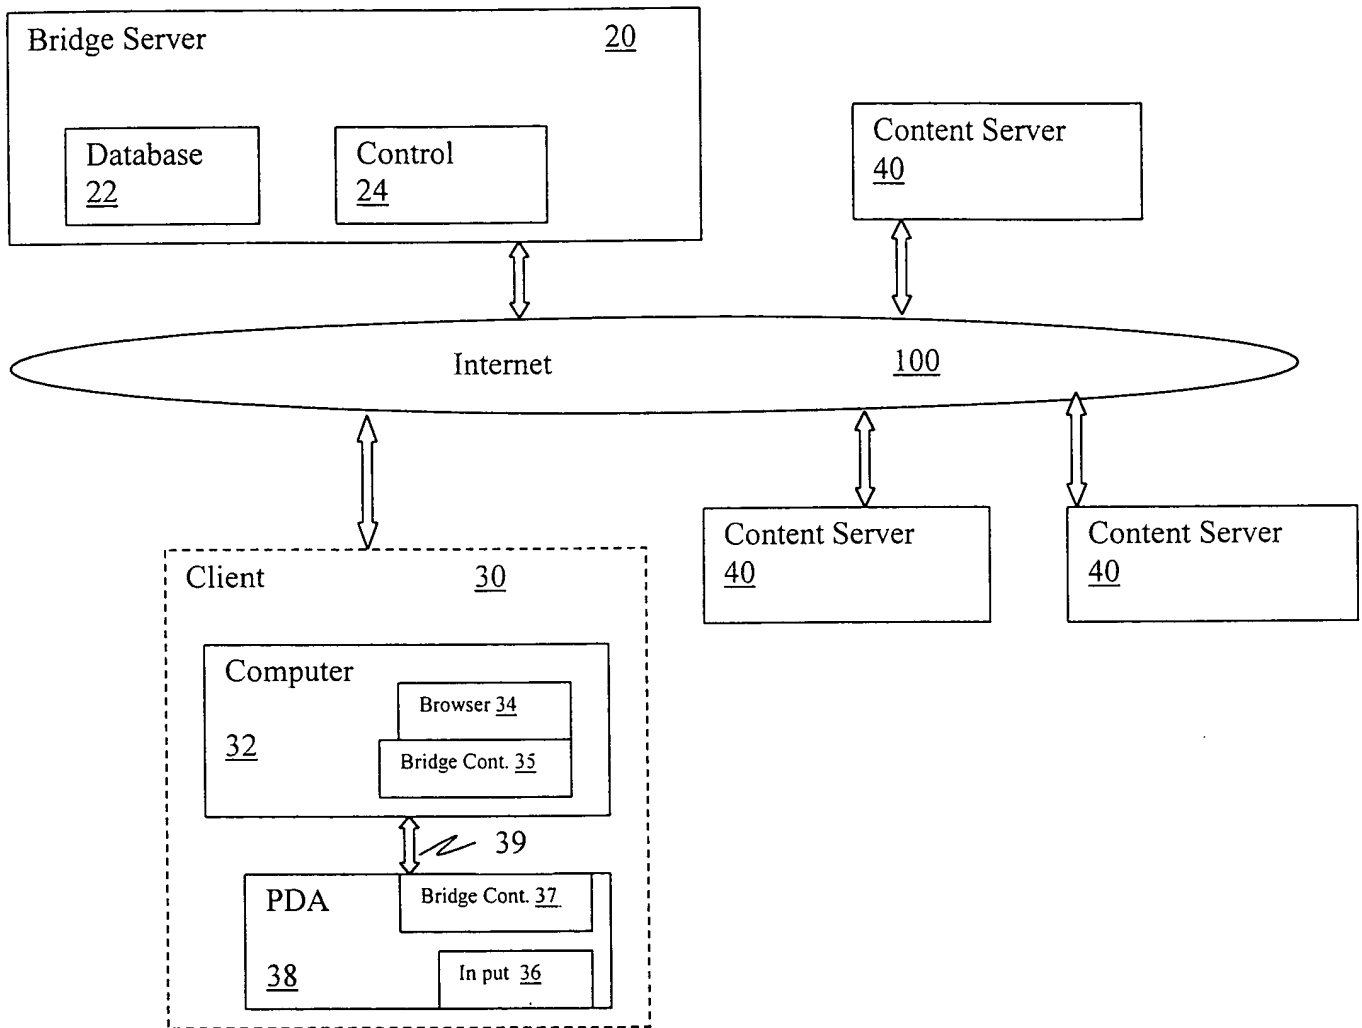 Bridge Server 20
Database
22
Control
24
Content Server
40
Internet 100
Content Server
40
Content Server
40
Client 30
Computer
32
Browser 34
Bridge Cont. 35
39
PDA
38
Bridge Cont. 37
In put 36